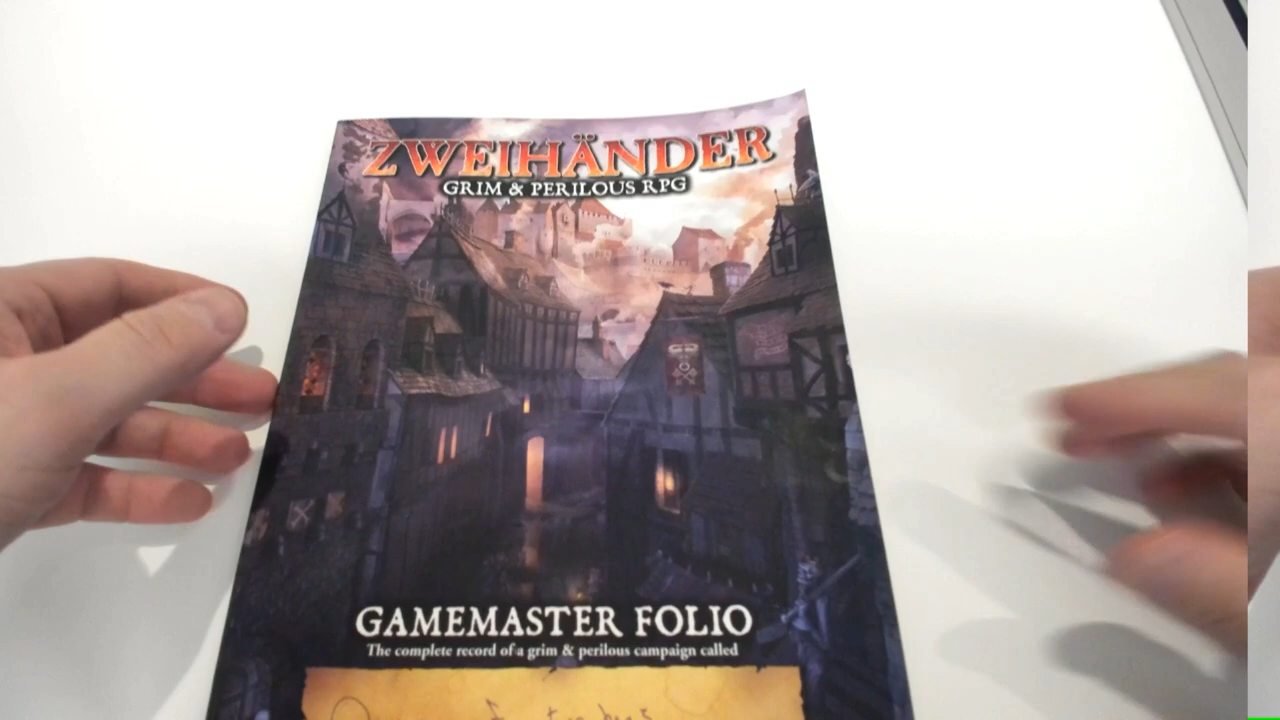 ZWEIHÄNDER
GRIM & PERILOUS RPG
GAMEMASTER FOLIO
The complete record of a grim & perilous campaign called